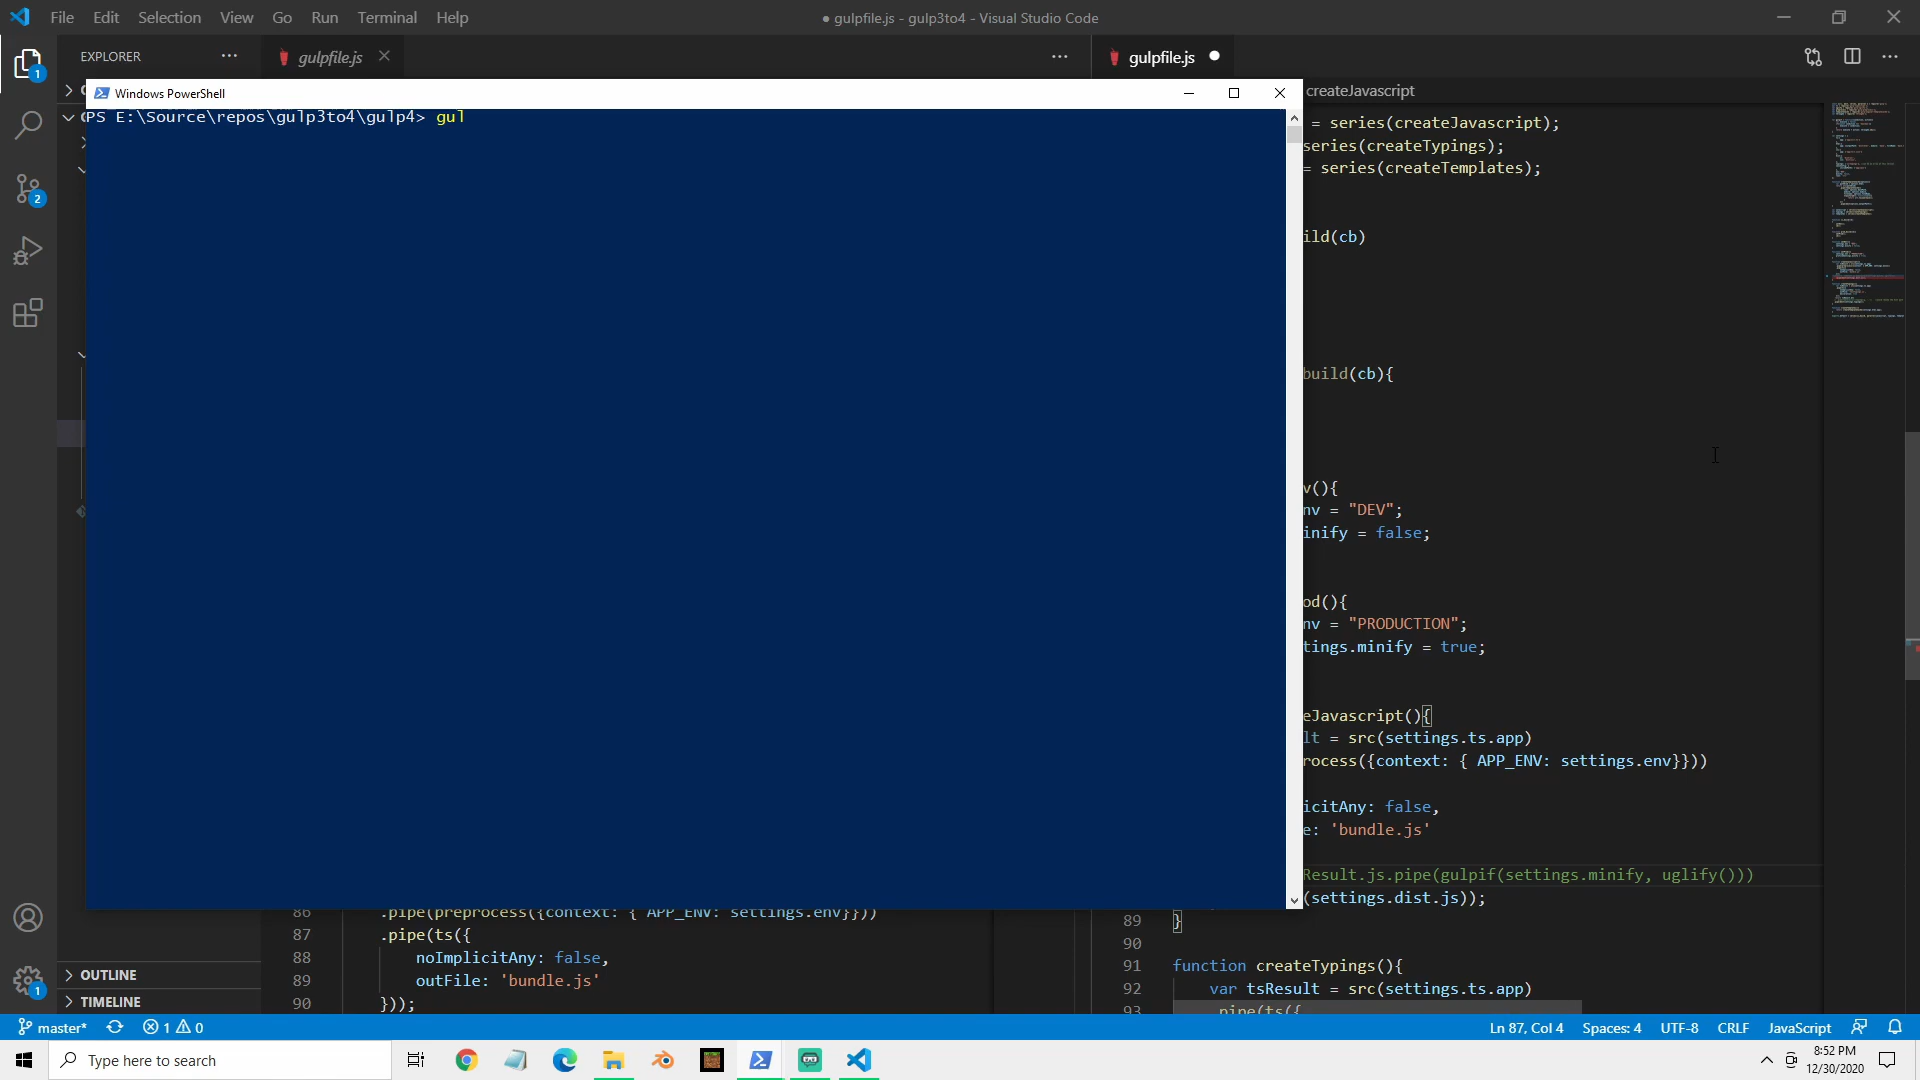 File Edit Selection View Go Run Terminal Help
● gulpfile.js - gulp3to4 - Visual Studio Code
EXPLORER
gulpfile.js
gulpfile.js
1
Windows PowerShell
createJavascript
PS E:\Source\repos\gulp3to4\gulp4> gul
= series(createJavascript);
series(createTypings);
= series(createTemplates);
2
ild(cb)
build(cb){
v(){
nv = "DEV";
inify = false;
od(){
nv = "PRODUCTION";
tings.minify = true;
eJavascript(){
lt = src(settings.ts.app)
rocess({context: { APP_ENV: settings.env}}))
icitAny: false,
e: 'bundle.js'
Result.js.pipe(gulpif(settings.minify, uglify()))
(settings.dist.js));
86 .pipe(preprocess({context: { APP_ENV: settings.env}}))
87 .pipe(ts({
88 noImplicitAny: false,
89 outFile: 'bundle.js'
90 }));
89 }
90
91 function createTypings(){
92 var tsResult = src(settings.ts.app)
93 .pipe(ts({
OUTLINE
1
TIMELINE
master* 1 0
Ln 87, Col 4 Spaces: 4 UTF-8 CRLF JavaScript
Type here to search
8:52 PM
12/30/2020